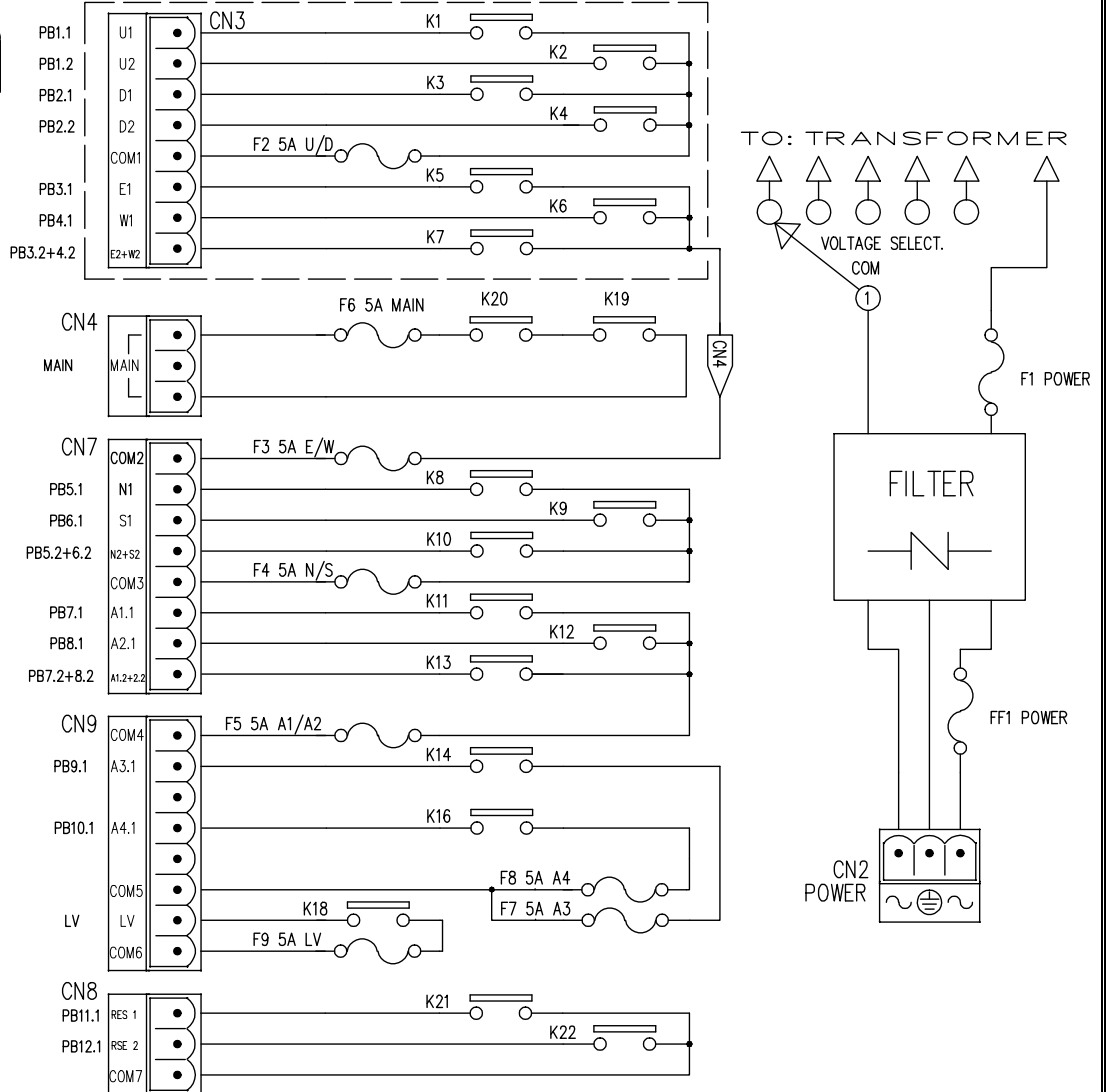 CN3
PB1.1 U1 K1
PB1.2 U2 K2
PB2.1 D1 K3
PB2.2 D2 K4
COM1 F2 5A U/D
PB3.1 E1 K5
PB4.1 W1 K6
PB3.2+4.2 E2+W2 K7
CN4
MAIN MAIN
F6 5A MAIN K20 K19
CN4
CN7
COM2 F3 5A E/W
PB5.1 N1 K8
PB6.1 S1 K9
PB5.2+6.2 N2+S2 K10
COM3 F4 5A N/S
PB7.1 A1.1 K11
PB8.1 A2.1 K12
PB7.2+8.2 A1.2+2.2 K13
CN9
COM4 F5 5A A1/A2
PB9.1 A3.1 K14
PB10.1 A4.1 K16
COM5 F8 5A A4
F7 5A A3
LV LV K18
COM6 F9 5A LV
CN8
PB11.1 RES 1 K21
PB12.1 RSE 2 K22
COM7
TO: TRANSFORMER
VOLTAGE SELECT.
COM
1
F1 POWER
FILTER
N
FF1 POWER
CN2
POWER